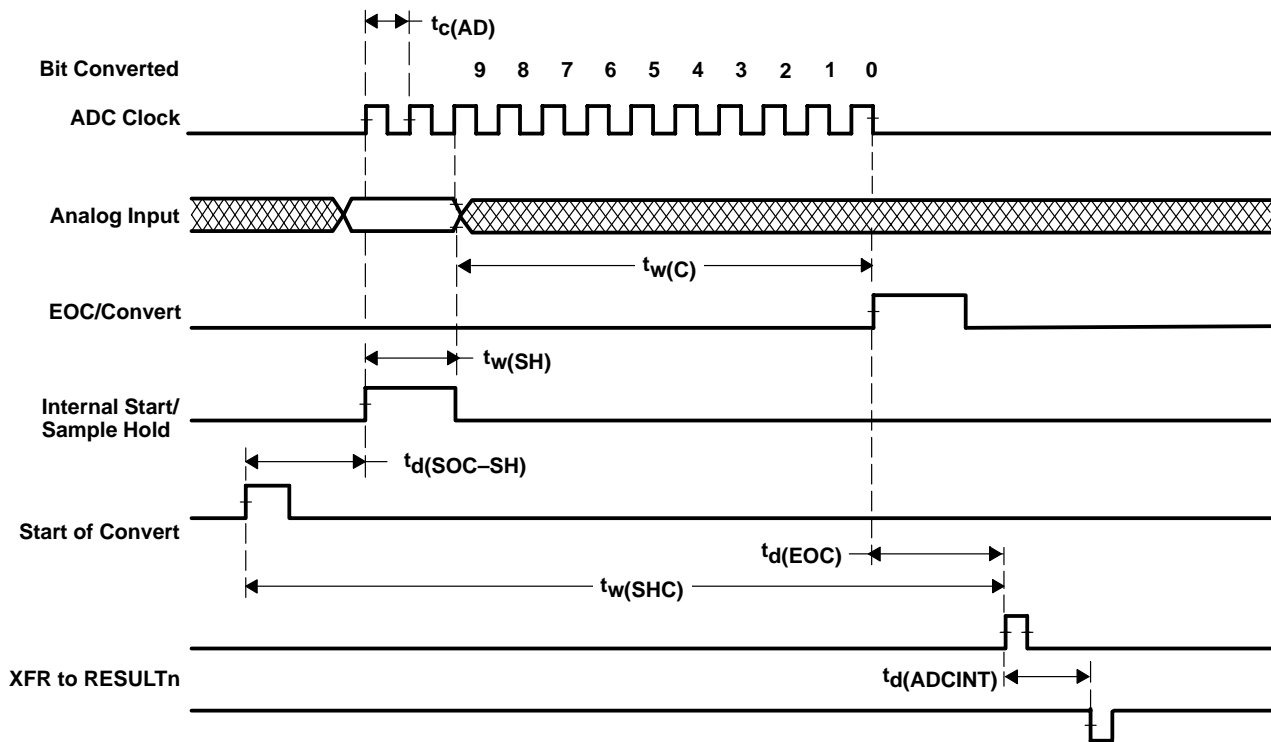 tc(AD)
Bit Converted
9 8 7 6 5 4 3 2 1 0
ADC Clock
Analog Input
tw(C)
EOC/Convert
tw(SH)
Internal Start/
Sample Hold
td(SOC–SH)
Start of Convert
td(EOC)
tw(SHC)
XFR to RESULTn
td(ADCINT)